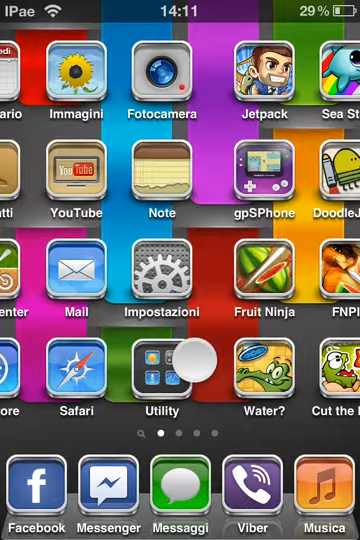 IPae 14:11 29%
edì
ario Immagini Fotocamera Jetpack Sea St
YouTube
tti YouTube Note gpSPhone DoodleJ
enter Mail Impostazioni Fruit Ninja FNPI
ore Safari Utility Water? Cut the
Facebook Messenger Messaggi Viber Musica